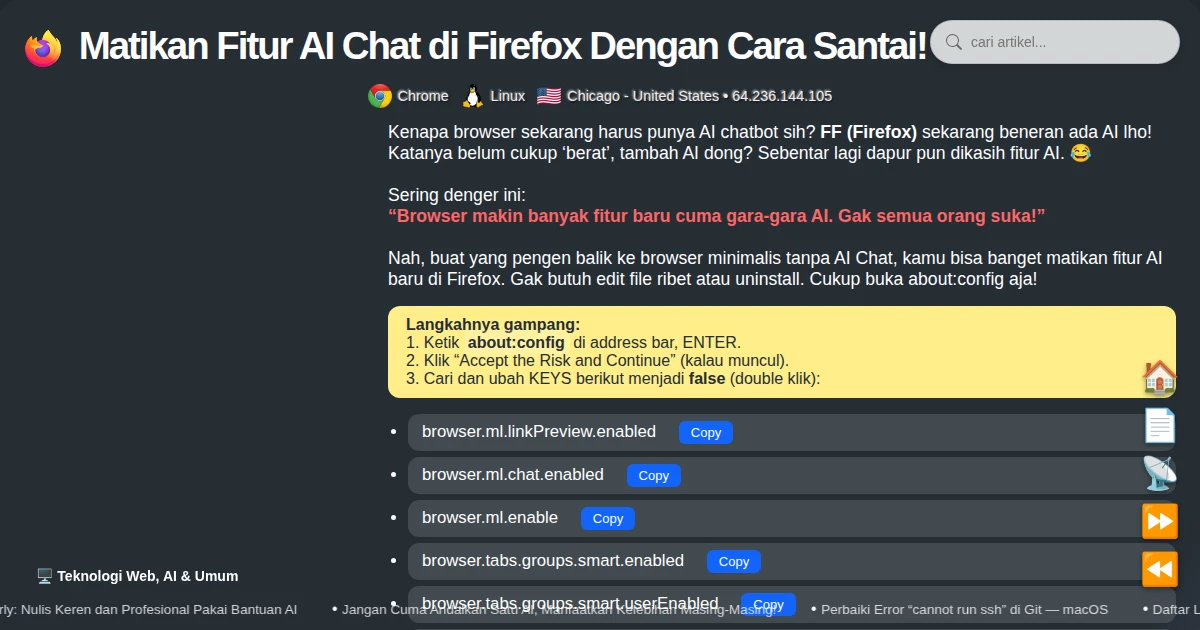 Matikan Fitur AI Chat di Firefox Dengan Cara Santai!
cari artikel...
Chrome Linux Chicago - United States • 64.236.144.105
Kenapa browser sekarang harus punya AI chatbot sih? FF (Firefox) sekarang beneran ada AI lho!
Katanya belum cukup ‘berat’, tambah AI dong? Sebentar lagi dapur pun dikasih fitur AI. 😂
Sering denger ini:
“Browser makin banyak fitur baru cuma gara-gara AI. Gak semua orang suka!”
Nah, buat yang pengen balik ke browser minimalis tanpa AI Chat, kamu bisa banget matikan fitur AI
baru di Firefox. Gak butuh edit file ribet atau uninstall. Cukup buka about:config aja!
Langkahnya gampang:
1. Ketik about:config di address bar, ENTER.
2. Klik “Accept the Risk and Continue” (kalau muncul).
3. Cari dan ubah KEYS berikut menjadi false (double klik):
• browser.ml.linkPreview.enabled Copy
• browser.ml.chat.enabled Copy
• browser.ml.enable Copy
• browser.tabs.groups.smart.enabled Copy
• browser.tabs.groups.smart.userEnabled Copy
Teknologi Web, AI & Umum
rly: Nulis Keren dan Profesional Pakai Bantuan AI • Jangan Cuma Andalkan Satu AI, Manfaatkan Kelebihan Masing-Masing! • Perbaiki Error “cannot run ssh” di Git — macOS • Daftar L